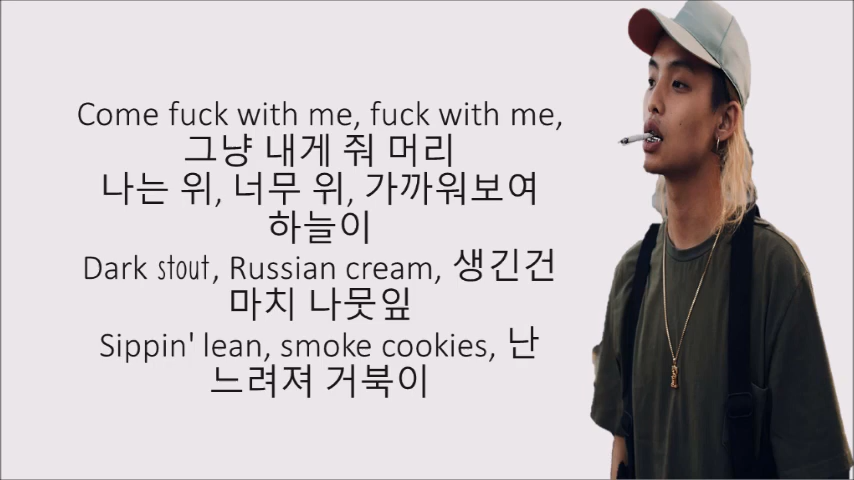 Come fuck with me, fuck with me,
그냥 내게 줘 머리
나는 위, 너무 위, 가까워보여
하늘이
Dark stout, Russian cream, 생긴건
마치 나뭇잎
Sippin' lean, smoke cookies, 난
느려져 거북이